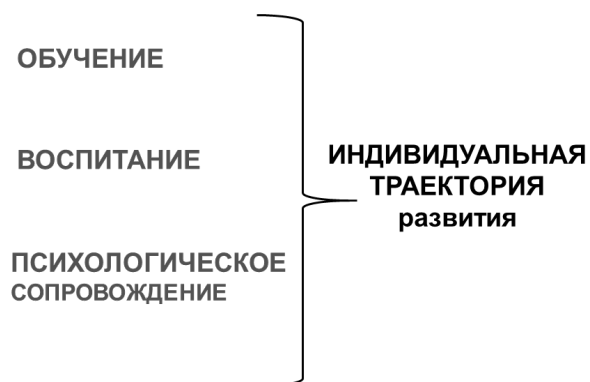 ОБУЧЕНИЕ
ВОСПИТАНИЕ
ПСИХОЛОГИЧЕСКОЕ
СОПРОВОЖДЕНИЕ
ИНДИВИДУАЛЬНАЯ
ТРАЕКТОРИЯ
развития